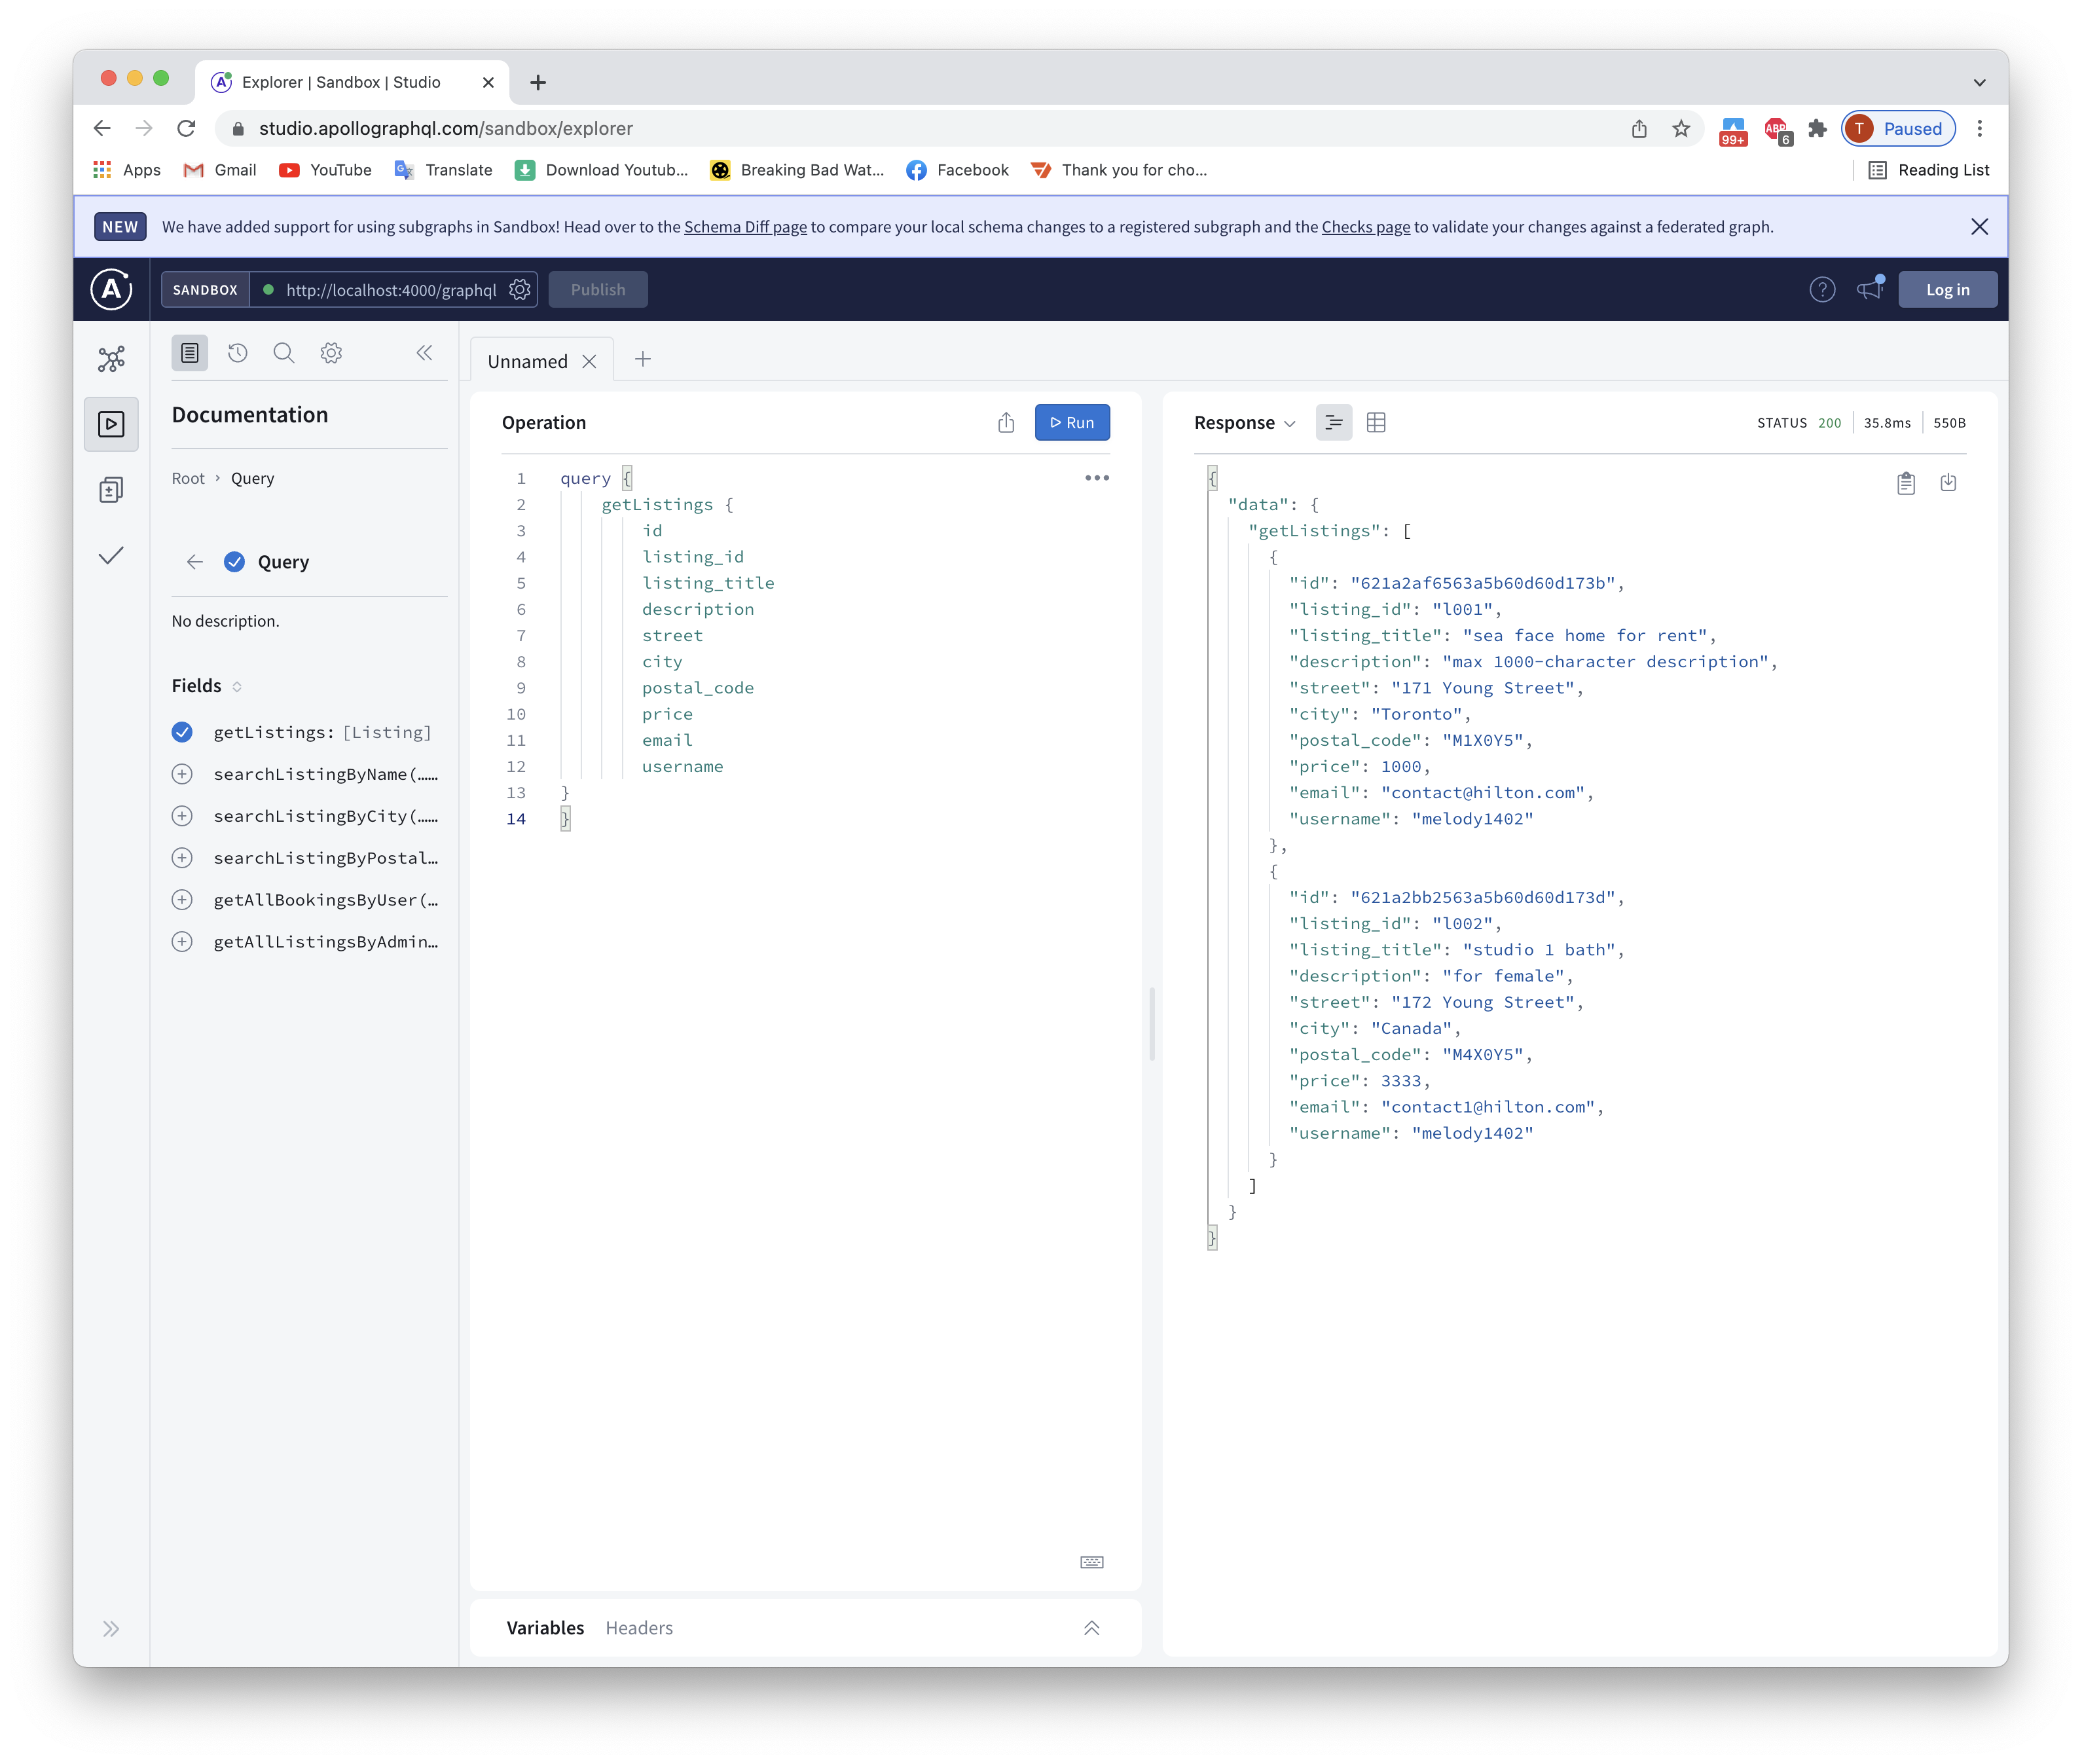 Explorer | Sandbox | Studio
studio.apollographql.com/sandbox/explorer
99+
ABP
6
T
Paused
Apps
Gmail
YouTube
Translate
Download Youtub...
Breaking Bad Wat...
Facebook
Thank you for cho...
Reading List
NEW
We have added support for using subgraphs in Sandbox! Head over to the Schema Diff page to compare your local schema changes to a registered subgraph and the Checks page to validate your changes against a federated graph.
A
SANDBOX
http://localhost:4000/graphql
Publish
?
Log in
Documentation
Root › Query
Query
No description.
Fields
getListings: [Listing]
searchListingByName(……
searchListingByCity(……
searchListingByPostal…
getAllBookingsByUser(…
getAllListingsByAdmin…
Unnamed
Operation
Run
1 query {
2 getListings {
3 id
4 listing_id
5 listing_title
6 description
7 street
8 city
9 postal_code
10 price
11 email
12 username
13 }
14 }
Variables
Headers
Response
STATUS 200
35.8ms
550B
{
"data": {
"getListings": [
{
"id": "621a2af6563a5b60d60d173b",
"listing_id": "l001",
"listing_title": "sea face home for rent",
"description": "max 1000-character description",
"street": "171 Young Street",
"city": "Toronto",
"postal_code": "M1X0Y5",
"price": 1000,
"email": "contact@hilton.com",
"username": "melody1402"
},
{
"id": "621a2bb2563a5b60d60d173d",
"listing_id": "l002",
"listing_title": "studio 1 bath",
"description": "for female",
"street": "172 Young Street",
"city": "Canada",
"postal_code": "M4X0Y5",
"price": 3333,
"email": "contact1@hilton.com",
"username": "melody1402"
}
]
}
}